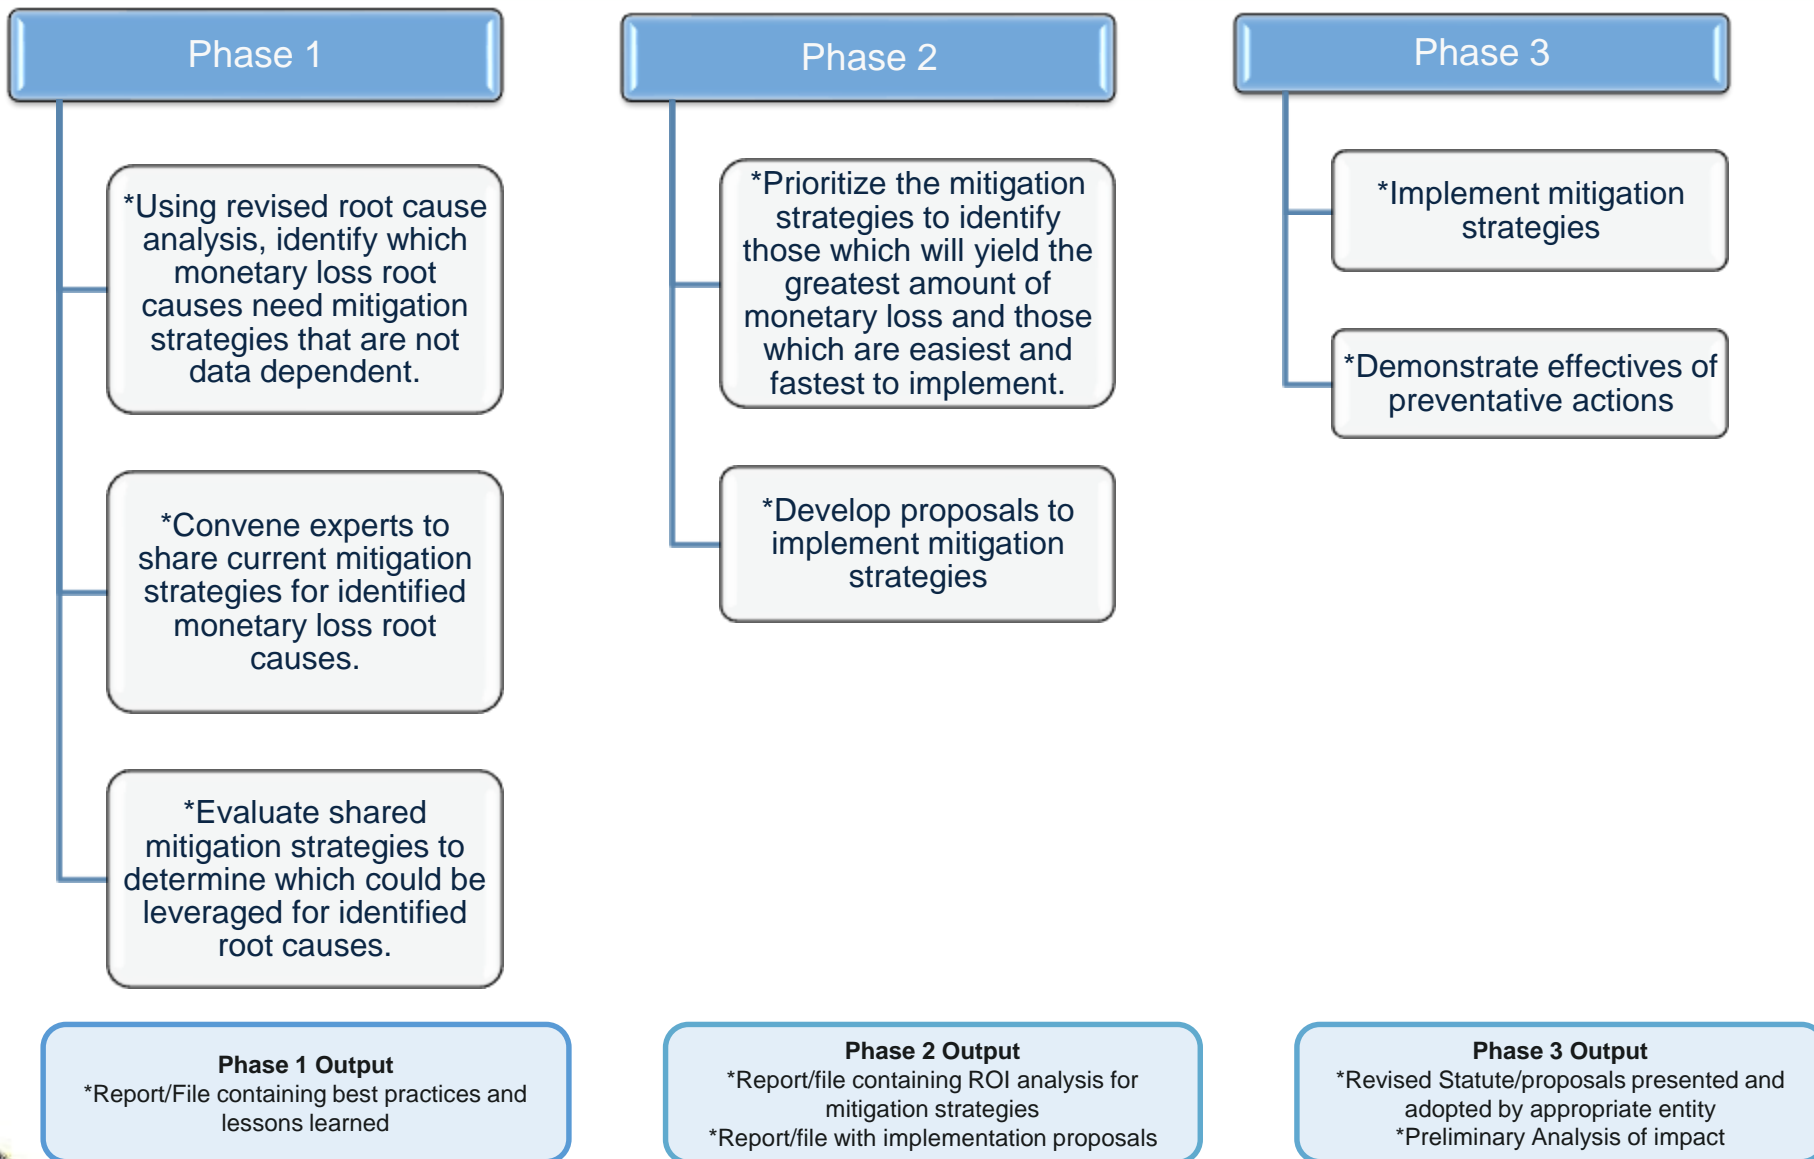 Phase 1
*Using revised root cause
analysis, identify which
monetary loss root
causes need mitigation
strategies that are not
data dependent.
*Convene experts to
share current mitigation
strategies for identified
monetary loss root
causes.
*Evaluate shared
mitigation strategies to
determine which could be
leveraged for identified
root causes.
Phase 2
*Prioritize the mitigation
strategies to identify
those which will yield the
greatest amount of
monetary loss and those
which are easiest and
fastest to implement.
*Develop proposals to
implement mitigation
strategies
Phase 3
*Implement mitigation
strategies
*Demonstrate effectives of
preventative actions
Phase 1 Output
*Report/File containing best practices and
lessons learned
Phase 2 Output
*Report/file containing ROI analysis for
mitigation strategies
*Report/file with implementation proposals
Phase 3 Output
*Revised Statute/proposals presented and
adopted by appropriate entity
*Preliminary Analysis of impact